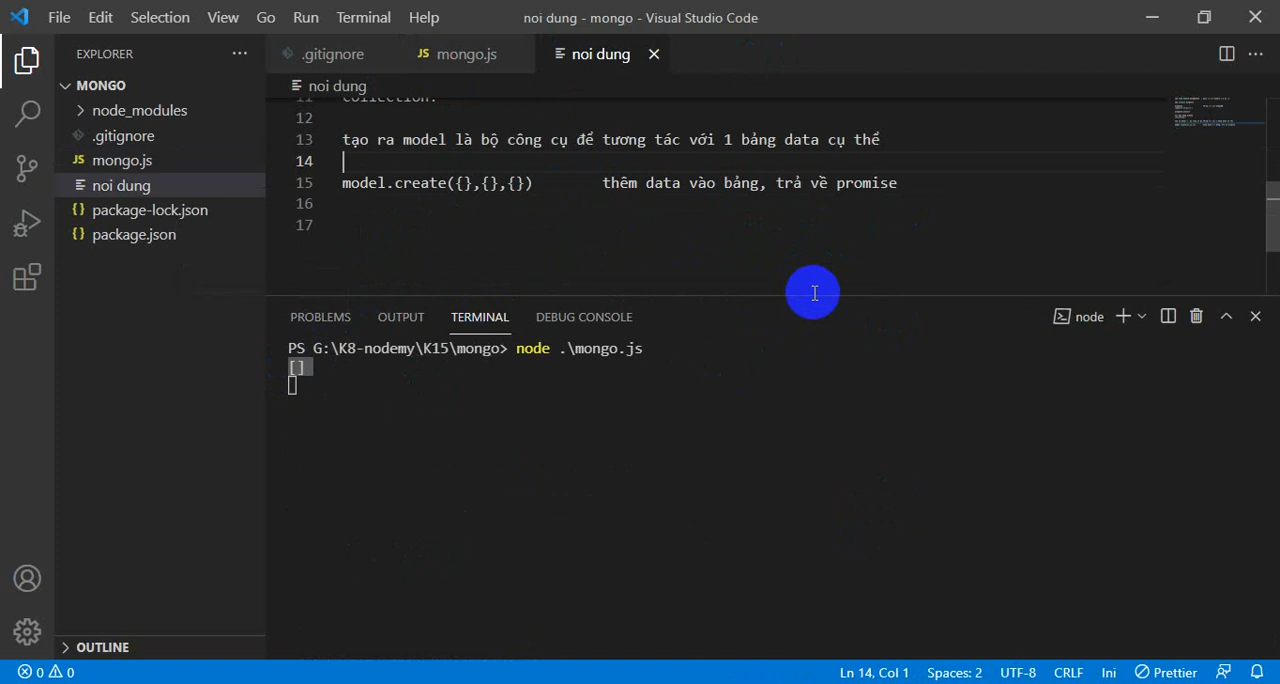 File Edit Selection View Go Run Terminal Help noi dung - mongo - Visual Studio Code
EXPLORER
.gitignore mongo.js noi dung
MONGO
noi dung
node_modules
.gitignore
mongo.js
noi dung
package-lock.json
package.json
OUTLINE
11 collection.
12
13 tạo ra model là bộ công cụ để tương tác với 1 bảng data cụ thể
14
15 model.create({},{},{}) thêm data vào bảng, trả về promise
16
17
PROBLEMS OUTPUT TERMINAL DEBUG CONSOLE node
PS G:\K8-nodemy\K15\mongo> node .\mongo.js
[]
0 0 Ln 14, Col 1 Spaces: 2 UTF-8 CRLF Ini Prettier